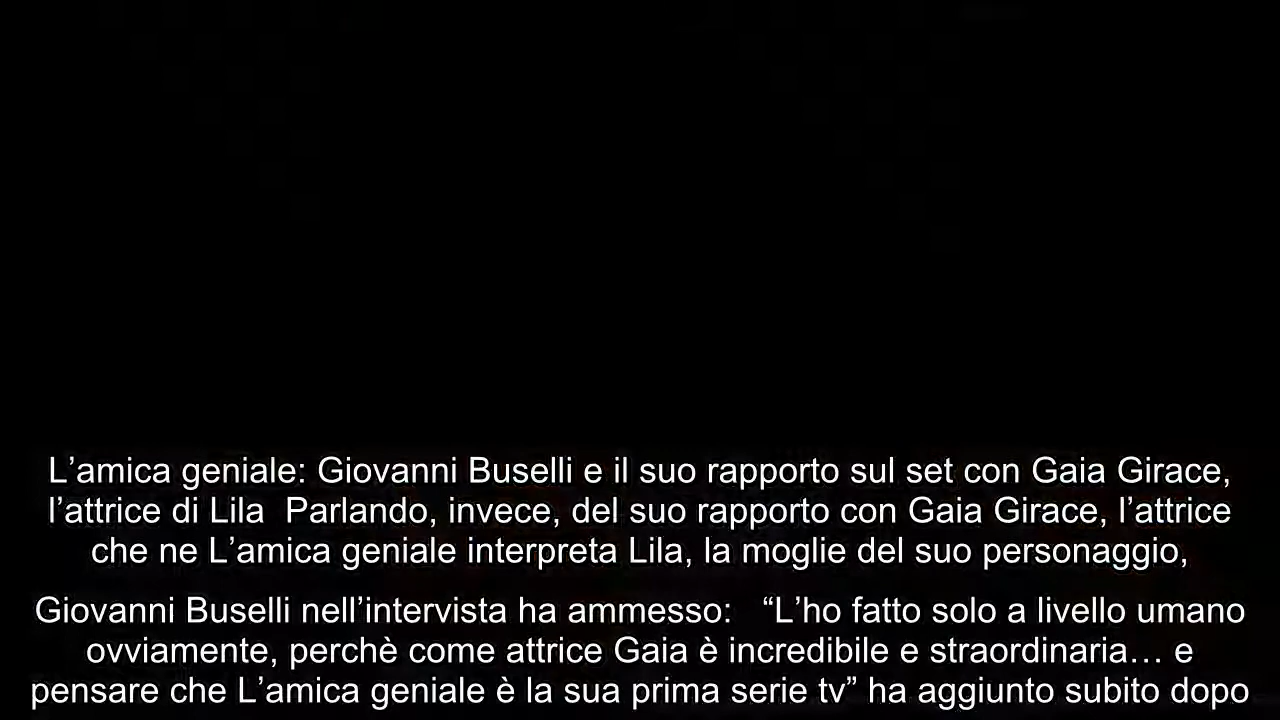 L’amica geniale: Giovanni Buselli e il suo rapporto sul set con Gaia Girace,
l’attrice di Lila  Parlando, invece, del suo rapporto con Gaia Girace, l’attrice
che ne L’amica geniale interpreta Lila, la moglie del suo personaggio,
Giovanni Buselli nell’intervista ha ammesso:   “L’ho fatto solo a livello umano
ovviamente, perchè come attrice Gaia è incredibile e straordinaria… e
pensare che L’amica geniale è la sua prima serie tv” ha aggiunto subito dopo